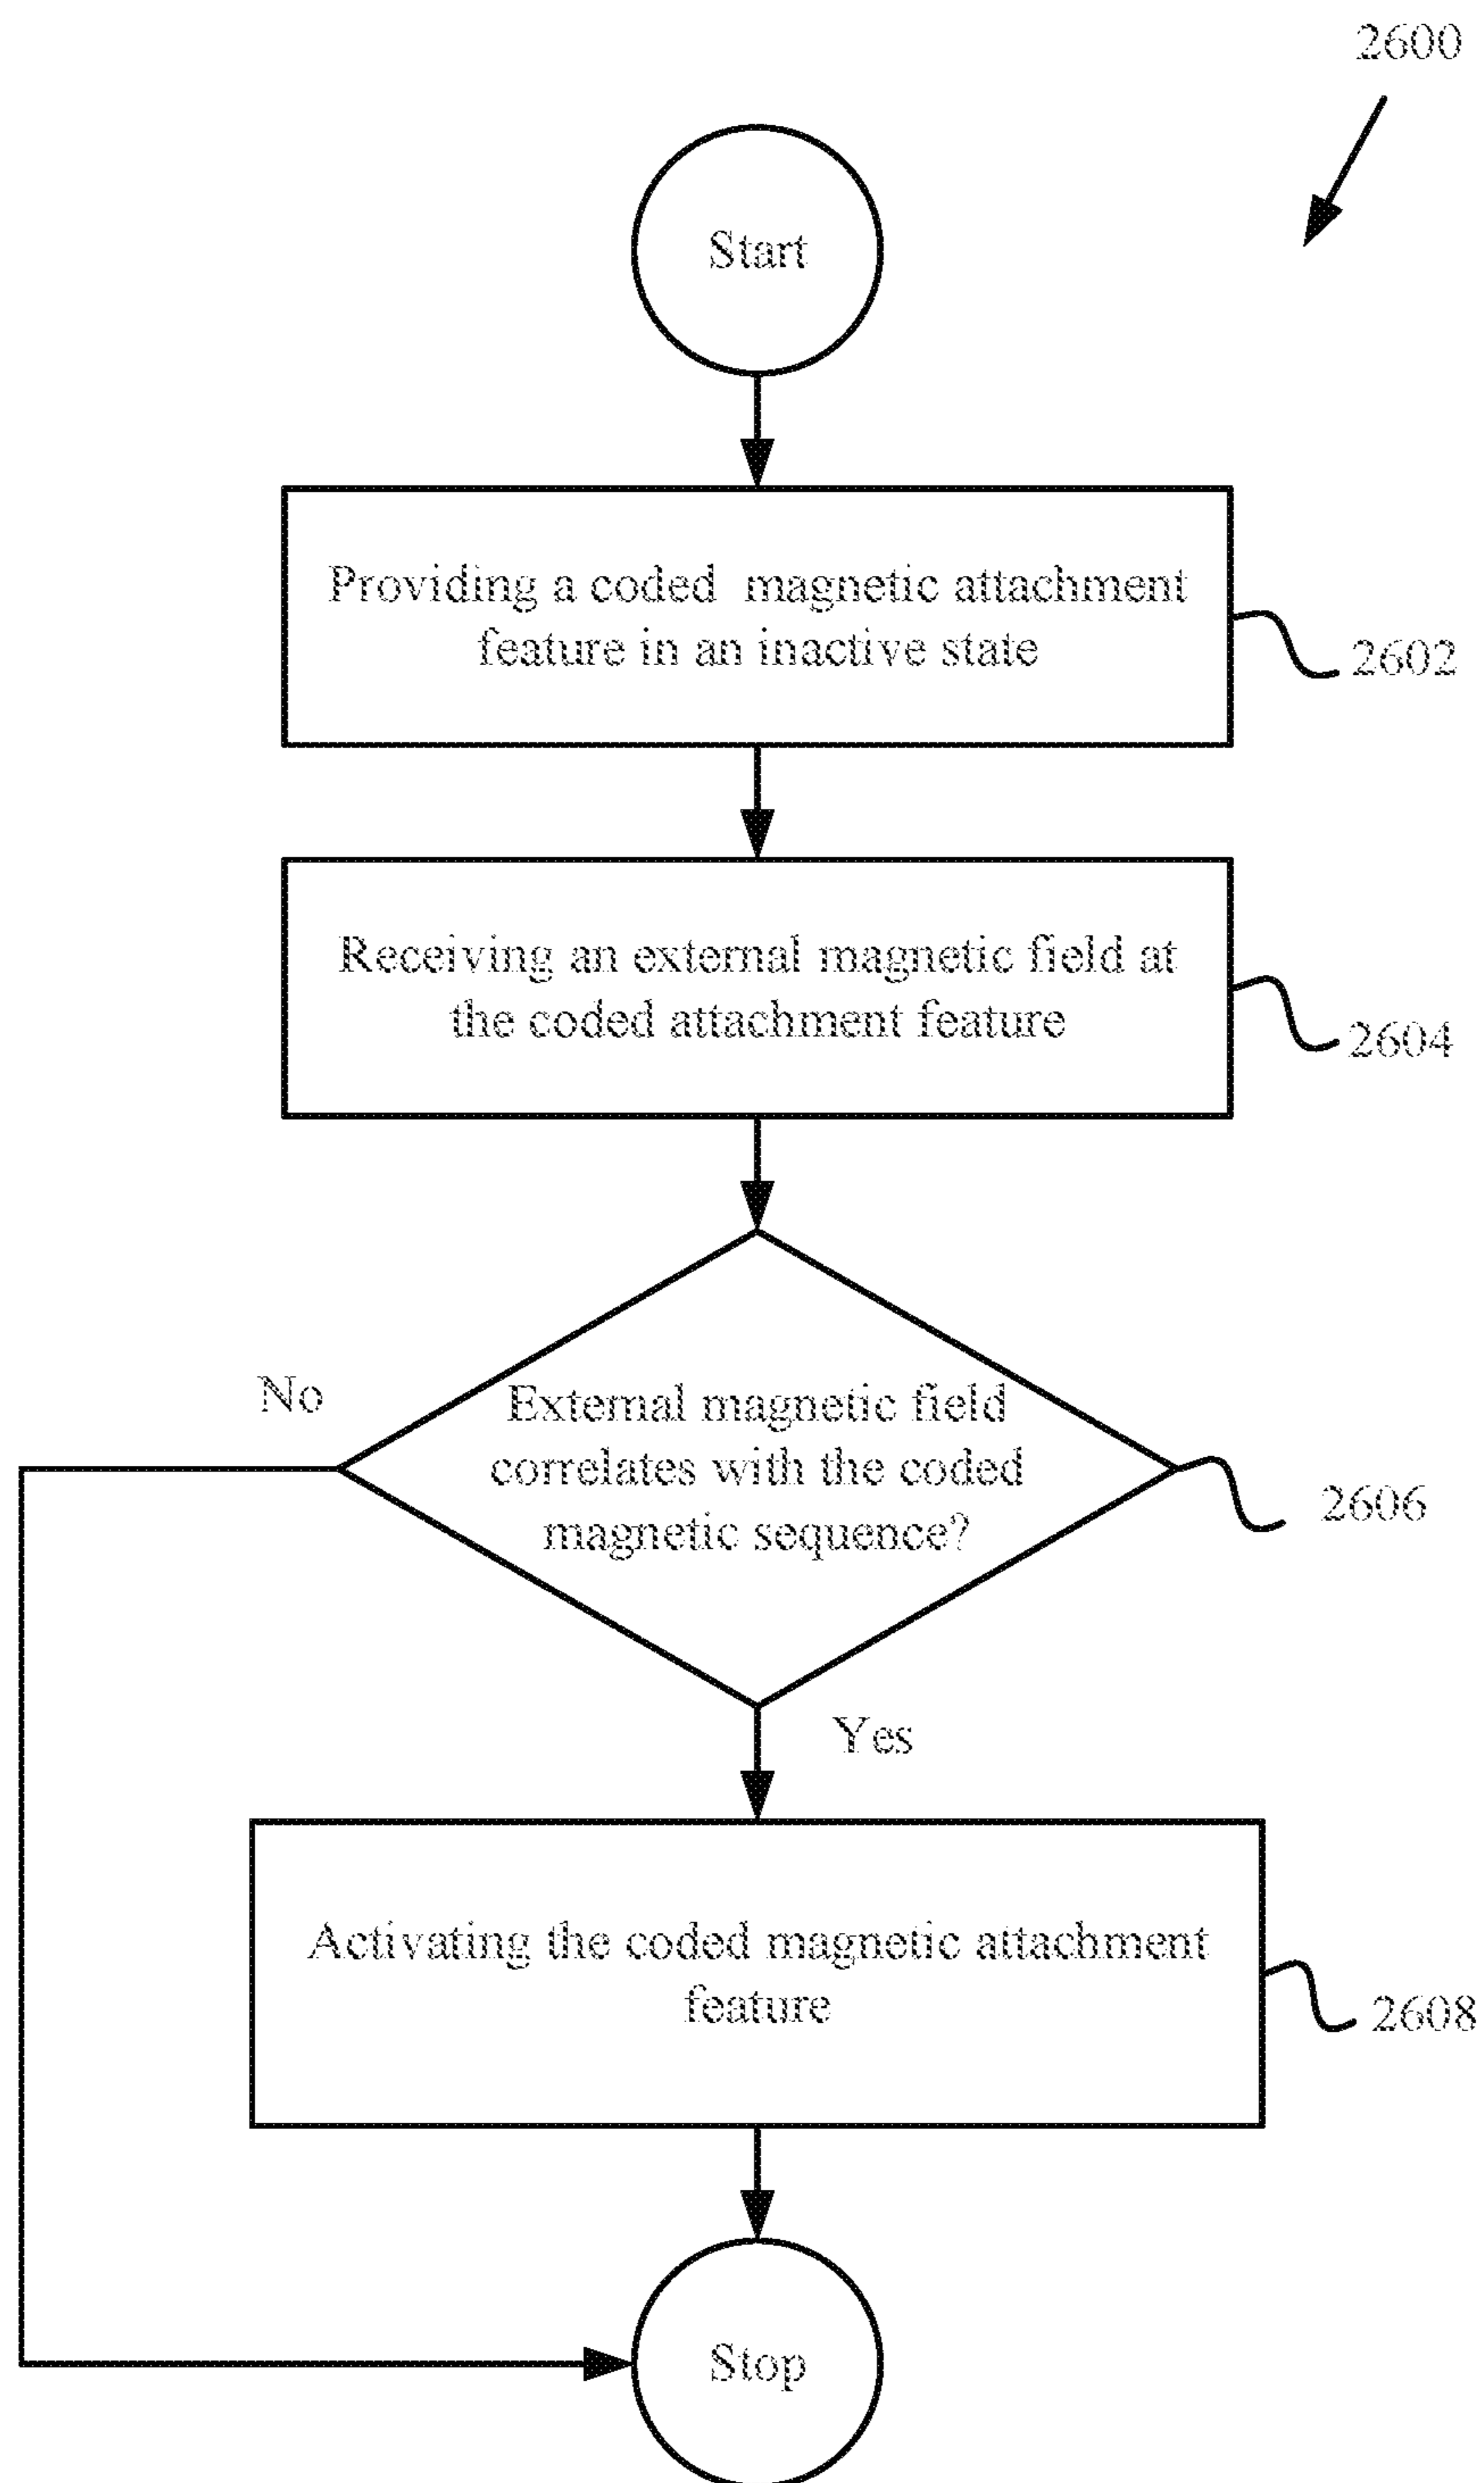 2600
Start
Providing a coded magnetic attachment
feature in an inactive state
2602
Receiving an external magnetic field at
the coded attachment feature
2604
No
External magnetic field
correlates with the coded
magnetic sequence?
2606
Yes
Activating the coded magnetic attachment
feature
2608
Stop